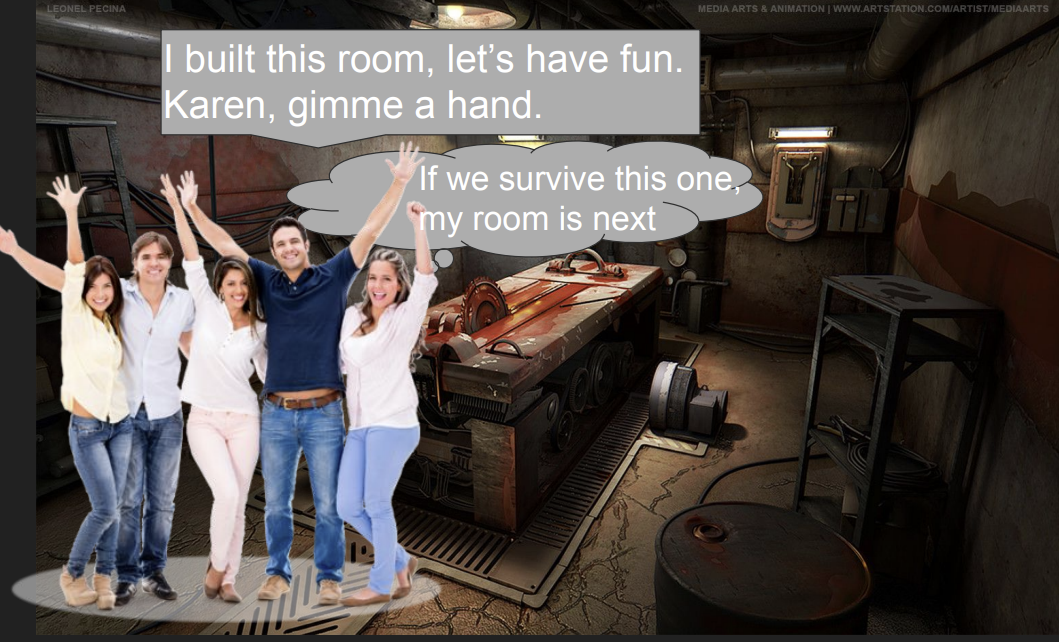 LEONEL PECINA
MEDIA ARTS & ANIMATION | WWW.ARTSTATION.COM/ARTIST/MEDIAARTS
I built this room, let’s have fun.
Karen, gimme a hand.
If we survive this one,
my room is next